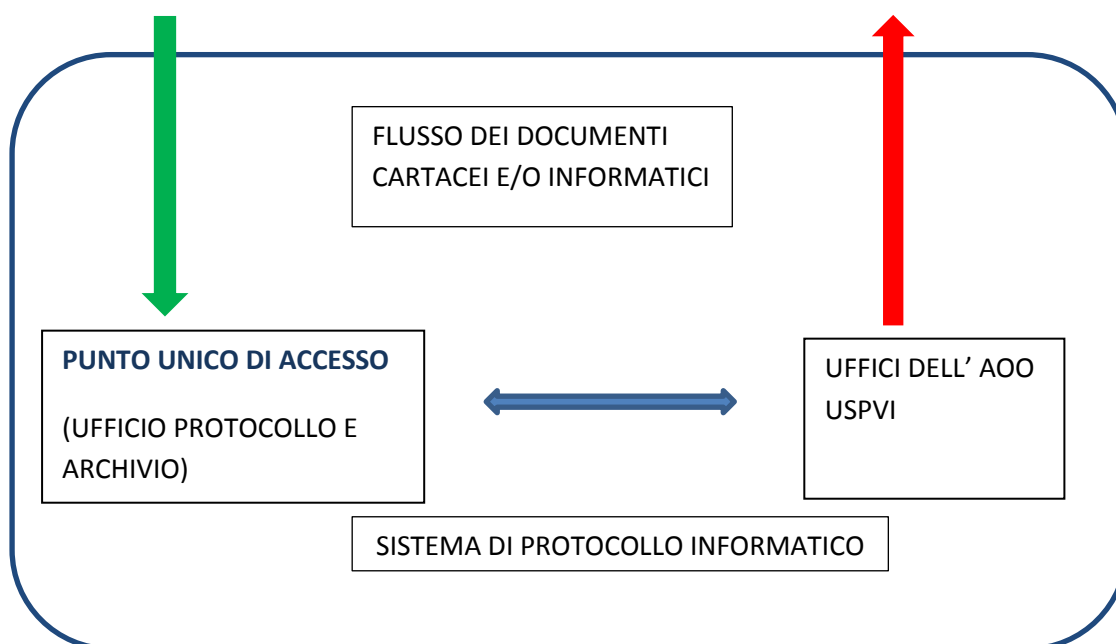 FLUSSO DEI DOCUMENTI
CARTACEI E/O INFORMATICI
PUNTO UNICO DI ACCESSO
(UFFICIO PROTOCOLLO E
ARCHIVIO)
UFFICI DELL’ AOO
USPVI
SISTEMA DI PROTOCOLLO INFORMATICO